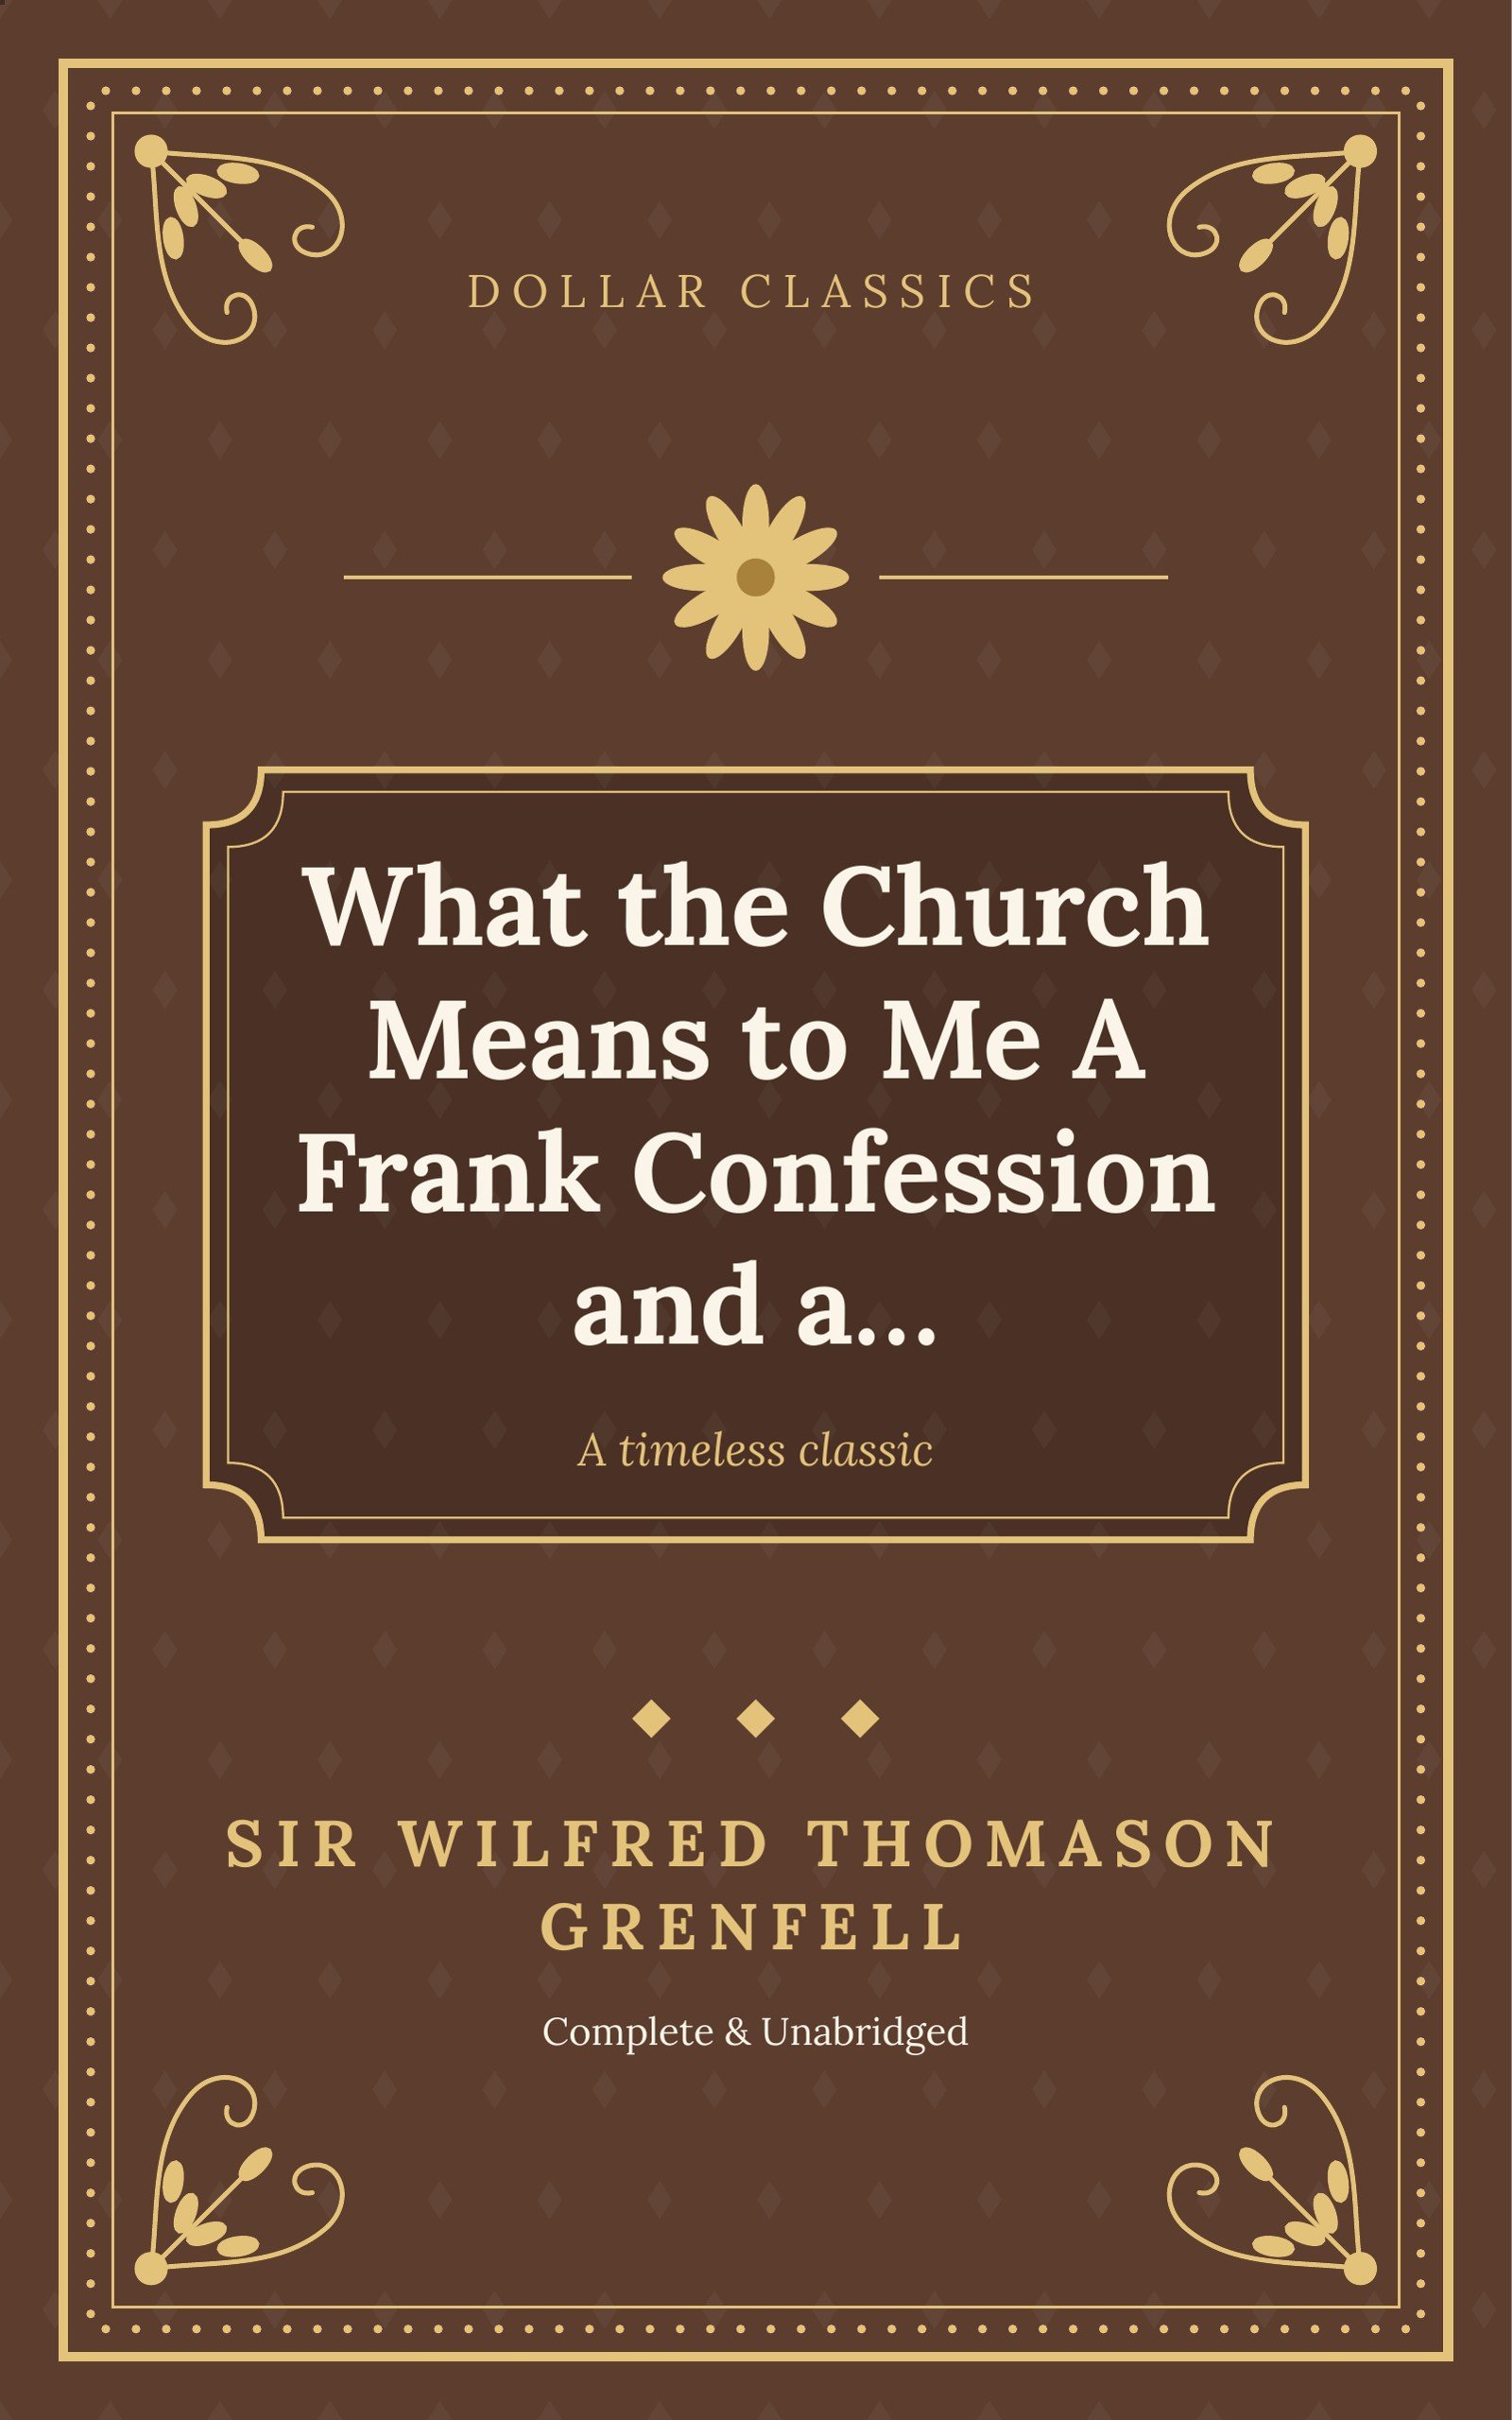 DOLLAR CLASSICS
What the Church
Means to Me A
Frank Confession
and a...
A timeless classic
SIR WILFRED THOMASON
GRENFELL
Complete & Unabridged